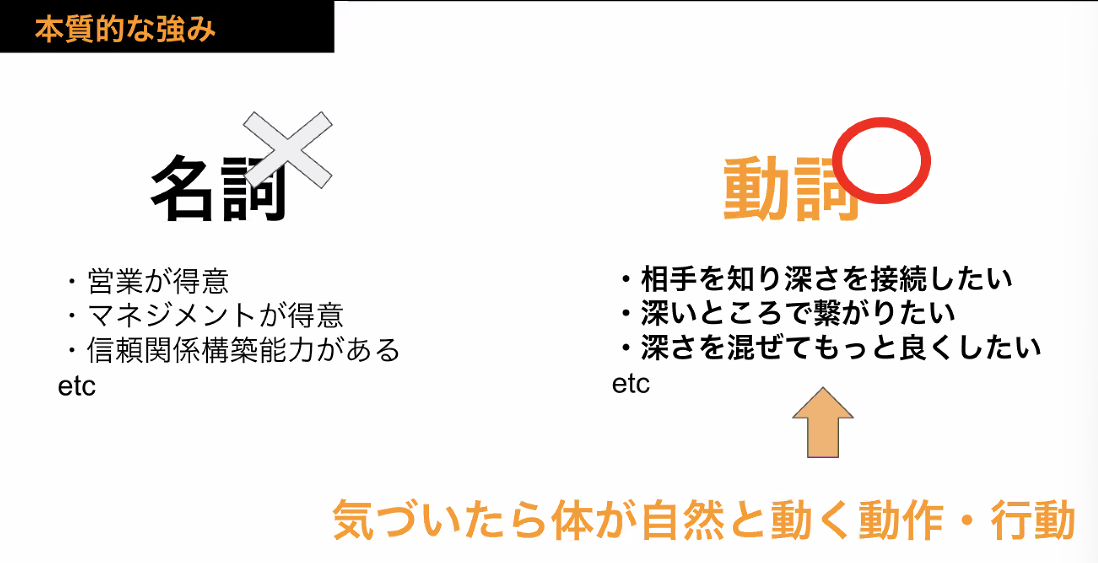 本質的な強み
名詞
・営業が得意
・マネジメントが得意
・信頼関係構築能力がある
etc
動詞
・相手を知り深さを接続したい
・深いところで繋がりたい
・深さを混ぜてもっと良くしたい
etc
気づいたら体が自然と動く動作・行動